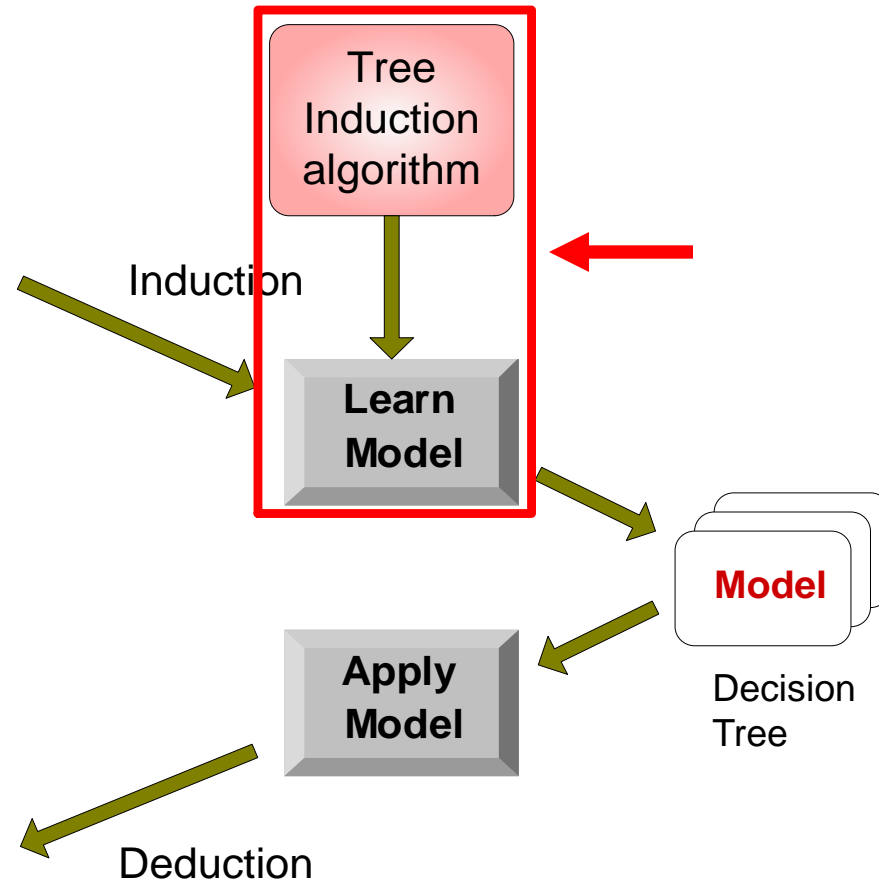 Tree
Induction
algorithm
Induction
Learn
Model
Model
Decision
Tree
Apply
Model
Deduction